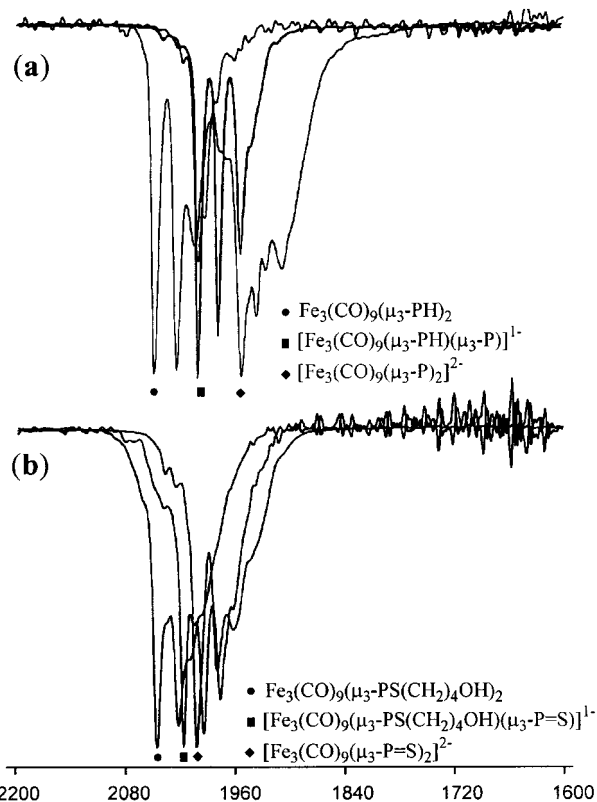 (a)
● Fe₃(CO)₉(μ₃-PH)₂
■ [Fe₃(CO)₉(μ₃-PH)(μ₃-P)]¹⁻
◆ [Fe₃(CO)₉(μ₃-P)₂]²⁻
(b)
● Fe₃(CO)₉(μ₃-PS(CH₂)₄OH)₂
■ [Fe₃(CO)₉(μ₃-PS(CH₂)₄OH)(μ₃-P=S)]¹⁻
◆ [Fe₃(CO)₉(μ₃-P=S)₂]²⁻
2200 2080 1960 1840 1720 1600